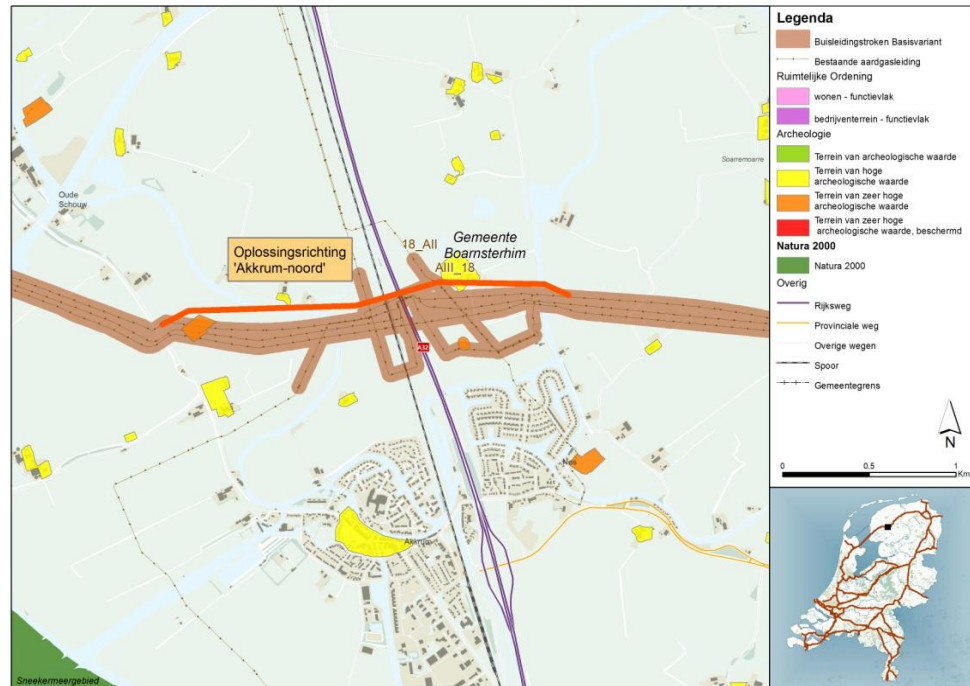 Oude
Schouw
Oplossingsrichting
'Akkrum-noord'
18_AII
Gemeente
Boarnsterhim
AIII_18
Soarremoarre
A32
Nes
Akkrum
Sneekermeergebied
Legenda
Buisleidingstroken Basisvariant
Bestaande aardgasleiding
Ruimtelijke Ordening
wonen - functievlak
bedrijventerrein - functievlak
Archeologie
Terrein van archeologische waarde
Terrein van hoge
archeologische waarde
Terrein van zeer hoge
archeologische waarde
Terrein van zeer hoge
archeologische waarde, beschermd
Natura 2000
Natura 2000
Overig
Rijksweg
Provinciale weg
Overige wegen
Spoor
Gemeentegrens
N
0 0,5 1
Km